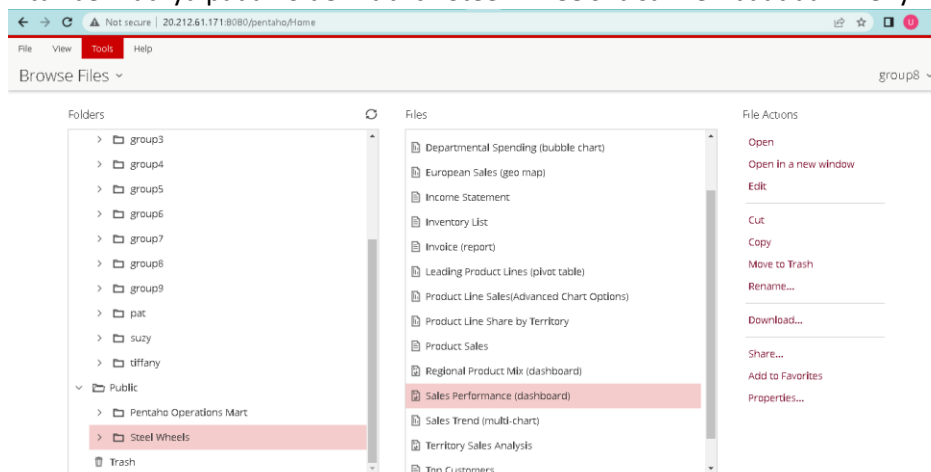 Not secure | 20.212.61.171:8080/pentaho/Home
U
File View Tools Help
Browse Files
group8
Folders
group3
group4
group5
group6
group7
group8
group9
pat
suzy
tiffany
Public
Pentaho Operations Mart
Steel Wheels
Trash
Files
Departmental Spending (bubble chart)
European Sales (geo map)
Income Statement
Inventory List
Invoice (report)
Leading Product Lines (pivot table)
Product Line Sales(Advanced Chart Options)
Product Line Share by Territory
Product Sales
Regional Product Mix (dashboard)
Sales Performance (dashboard)
Sales Trend (multi-chart)
Territory Sales Analysis
Top Customers
File Actions
Open
Open in a new window
Edit
Cut
Copy
Move to Trash
Rename...
Download...
Share...
Add to Favorites
Properties...